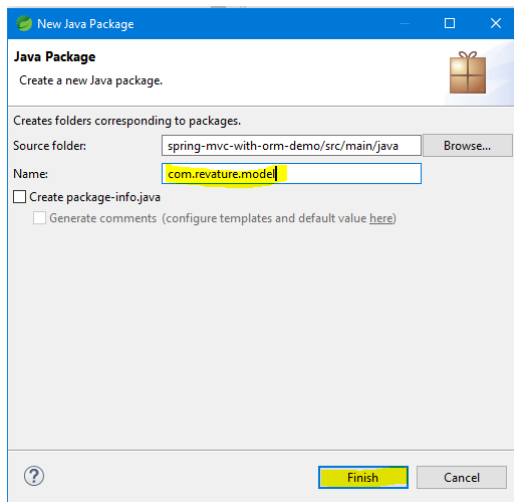 New Java Package
Java Package
Create a new Java package.
Creates folders corresponding to packages.
Source folder: spring-mvc-with-orm-demo/src/main/java Browse...
Name: com.revature.model
Create package-info.java
Generate comments (configure templates and default value here)
? Finish Cancel